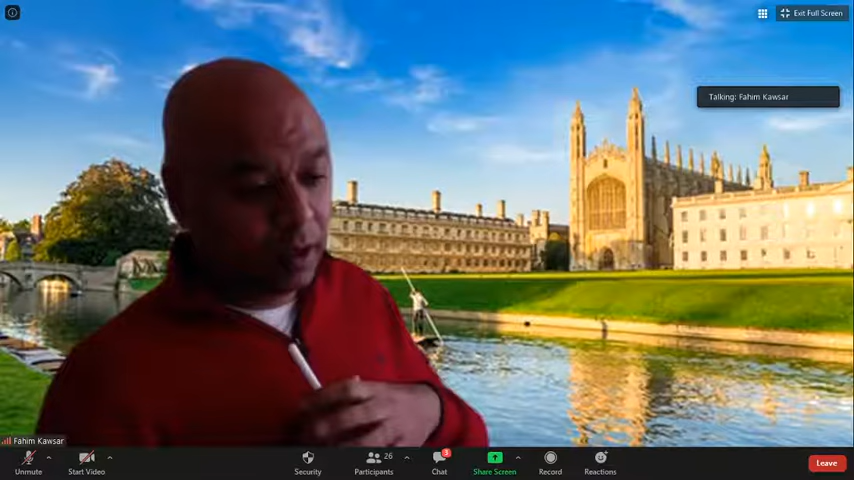 Exit Full Screen
Talking: Fahim Kawsar
Fahim Kawsar
Unmute
Start Video
Security
26
Participants
3
Chat
Share Screen
Record
Reactions
Leave